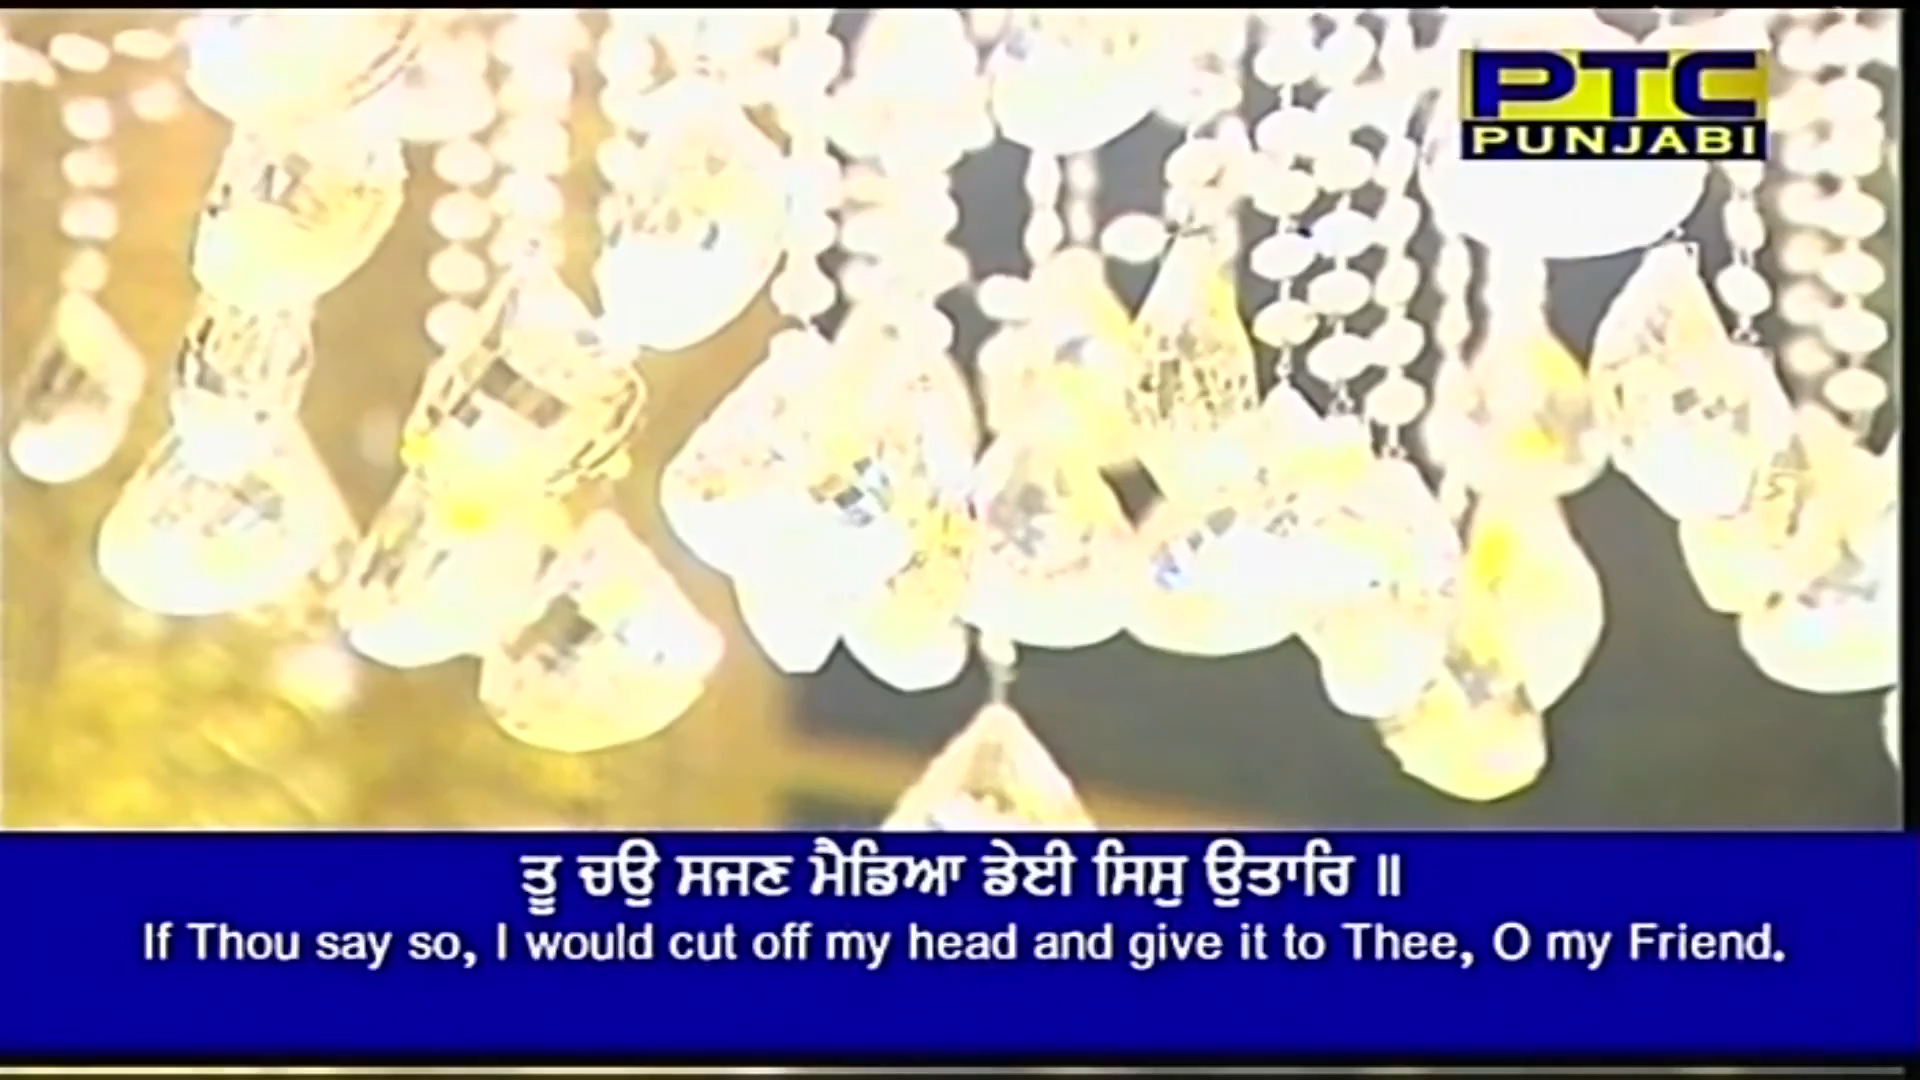 PTC
PUNJABI
ਤੂ ਚਉ ਸਜਣ ਮੈਡਿਆ ਡੇਈ ਸਿਸੁ ਉਤਾਰਿ ॥
If Thou say so, I would cut off my head and give it to Thee, O my Friend.